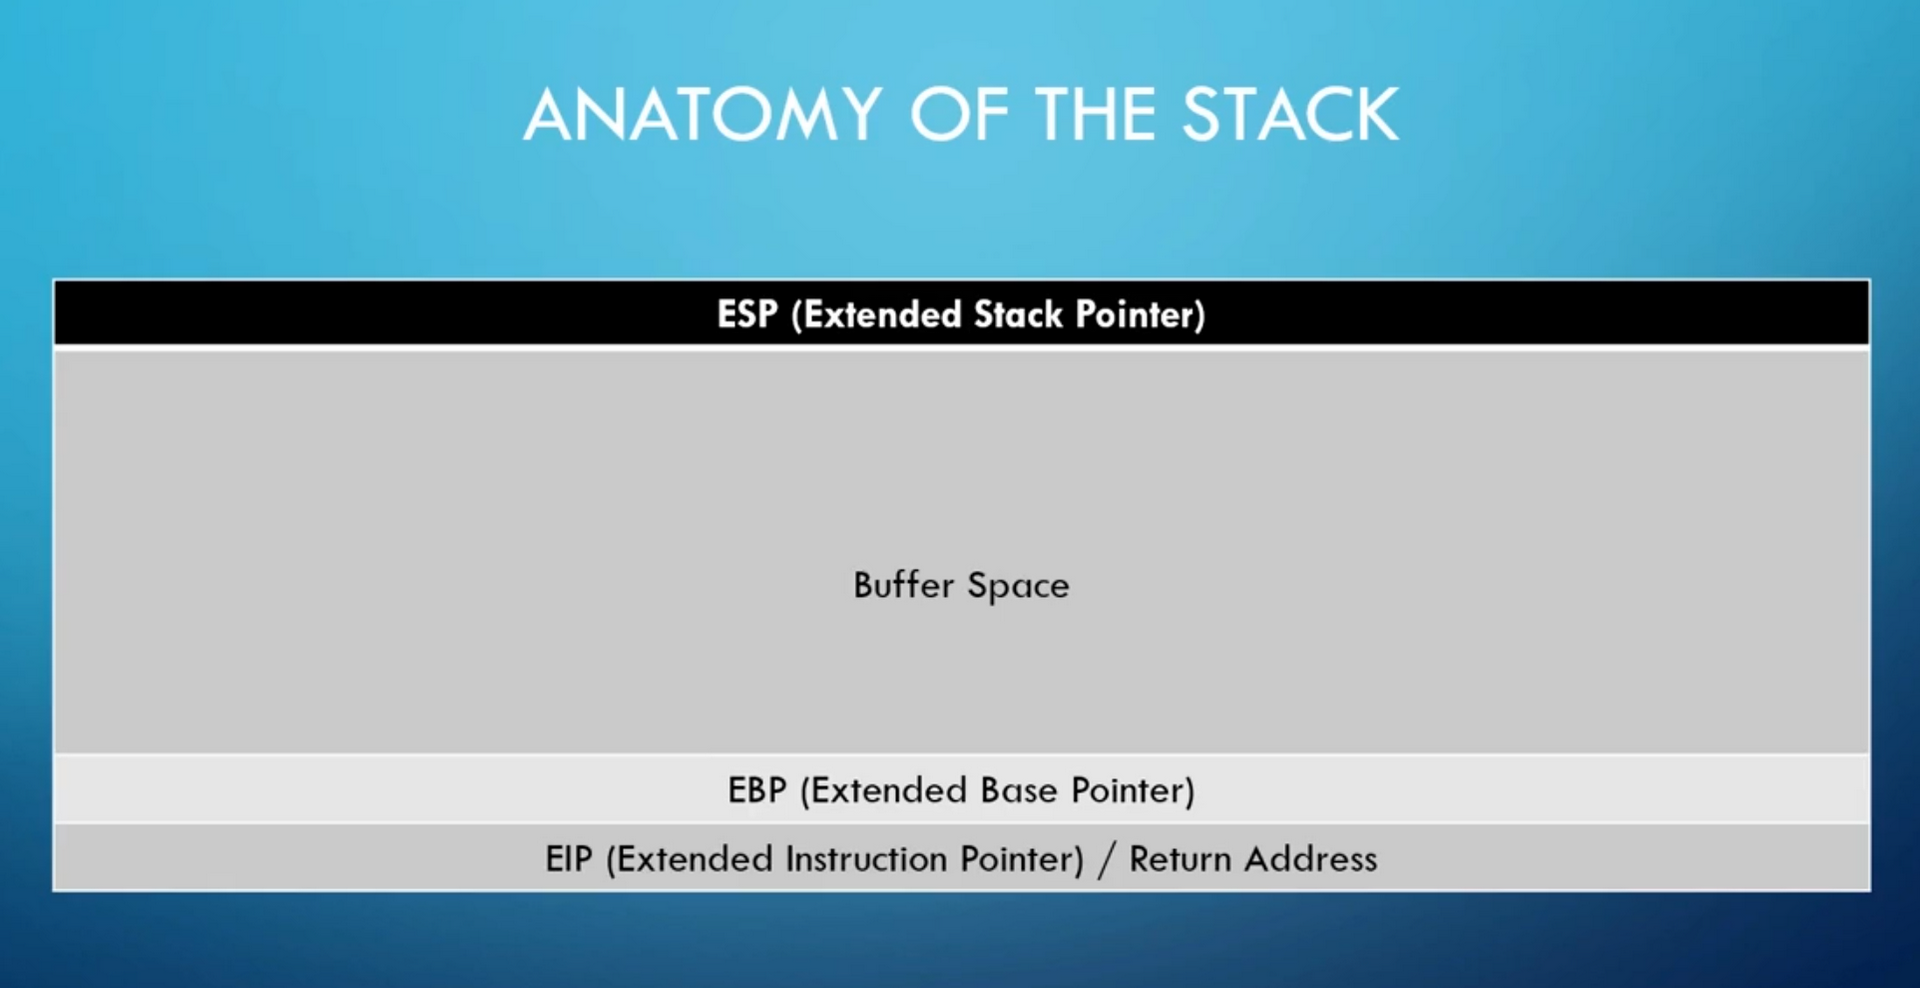 ANATOMY OF THE STACK
ESP (Extended Stack Pointer)
Buffer Space
EBP (Extended Base Pointer)
EIP (Extended Instruction Pointer) / Return Address